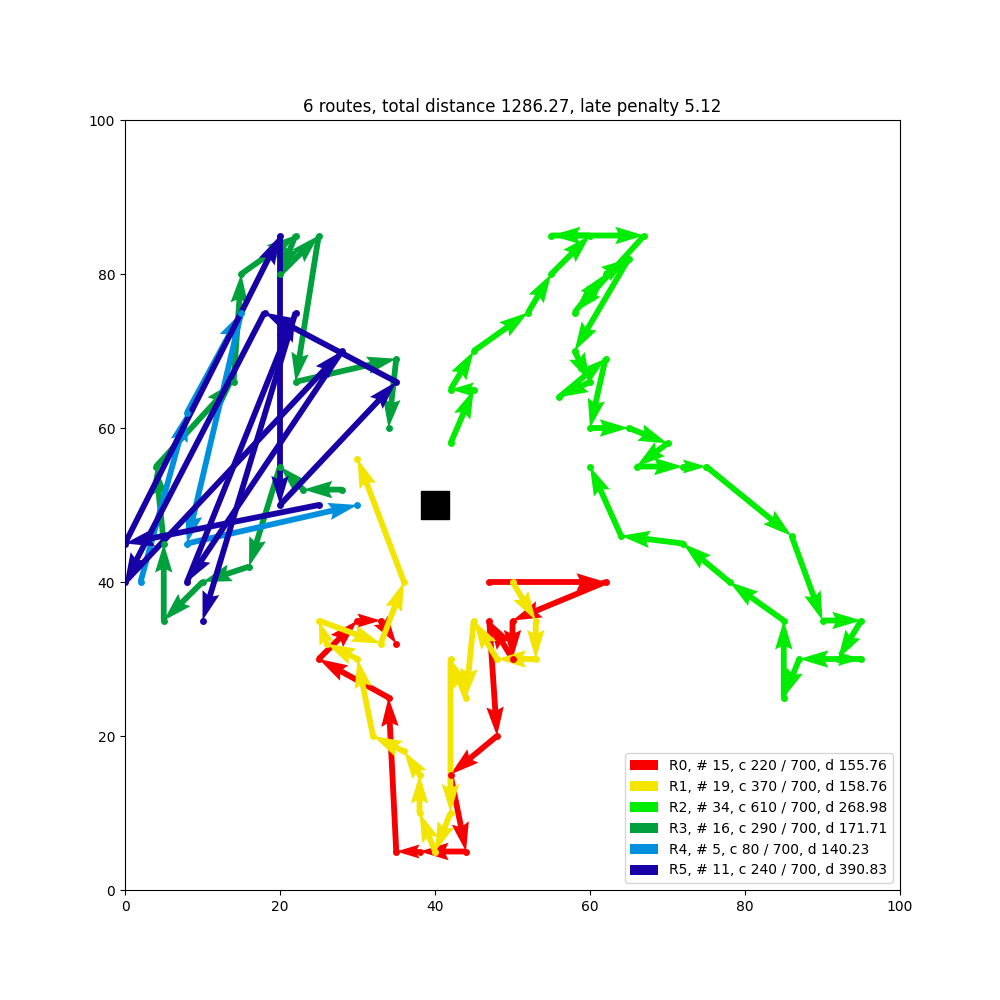 6 routes, total distance 1286.27, late penalty 5.12
100
80
60
40
20
0
0 20 40 60 80 100
R0, # 15, c 220 / 700, d 155.76
R1, # 19, c 370 / 700, d 158.76
R2, # 34, c 610 / 700, d 268.98
R3, # 16, c 290 / 700, d 171.71
R4, # 5, c 80 / 700, d 140.23
R5, # 11, c 240 / 700, d 390.83